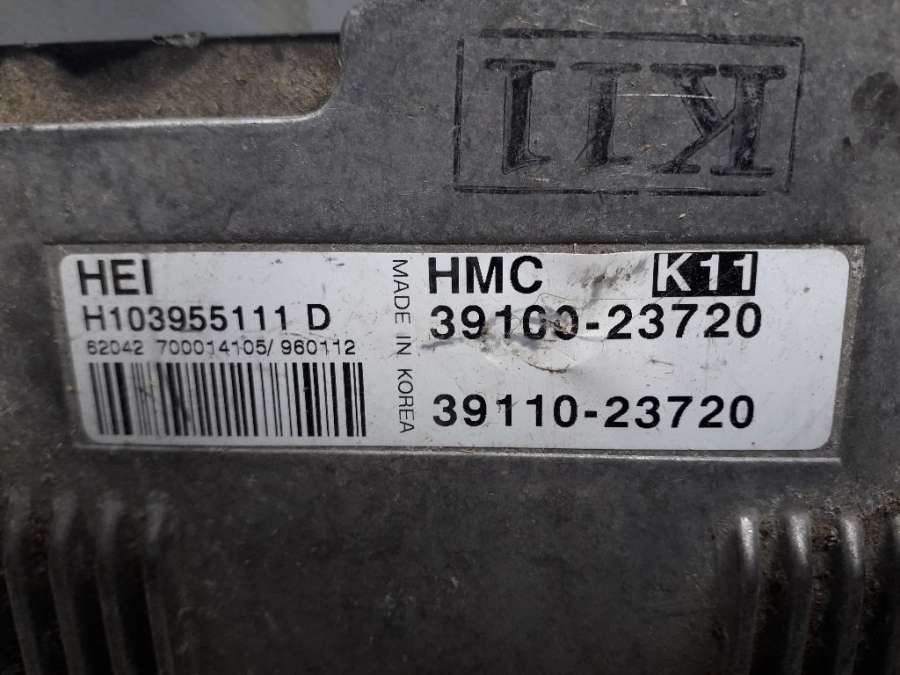 K11
HEI
H103955111 D
62042 700014105/ 960112
MADE IN KOREA
HMC K11
39100-23720
39110-23720